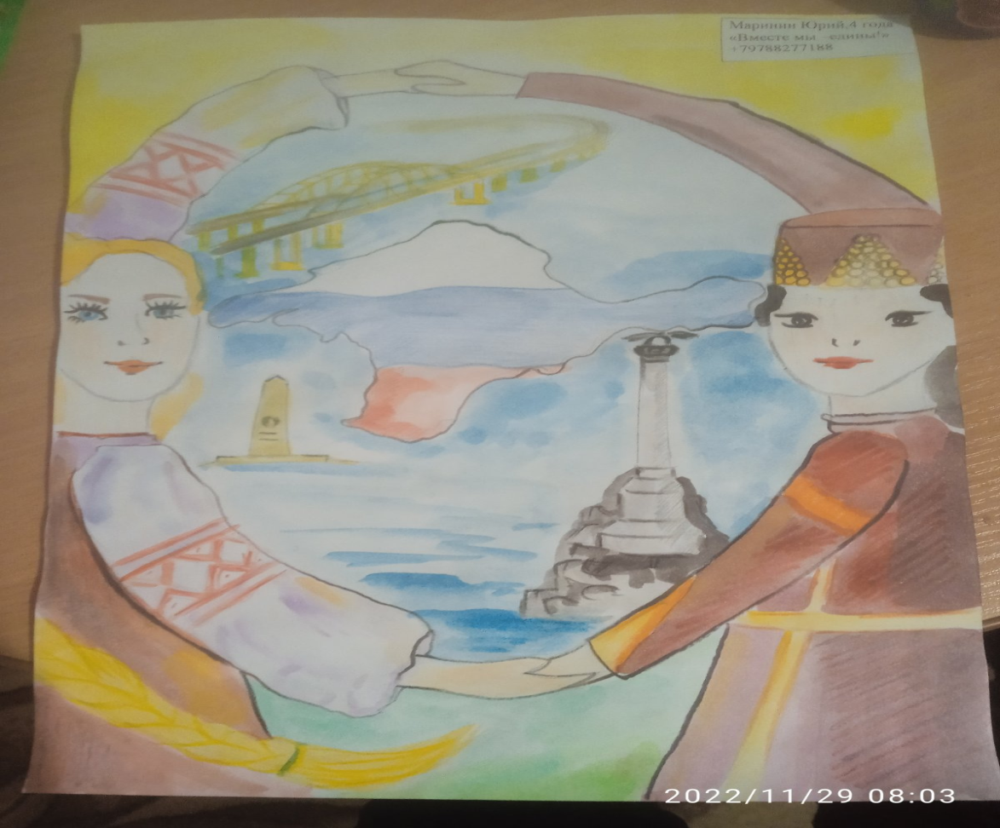 Маринин Юрий,4 года
«Вместе мы –едины!»
+79788277188
2022/11/29 08:03